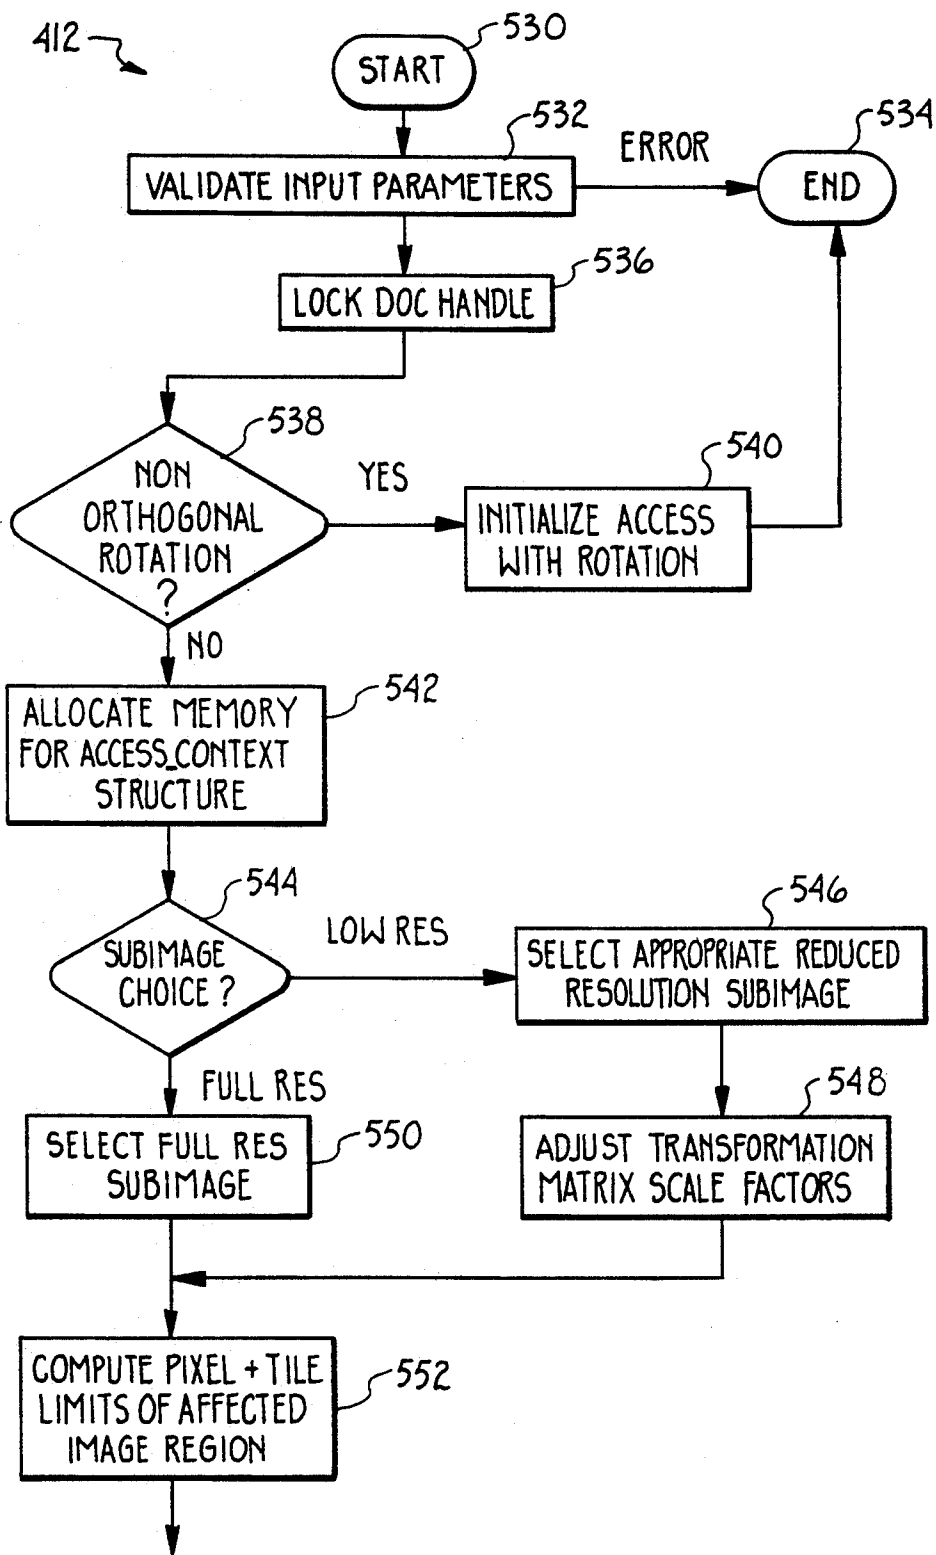 412
530
START
532
ERROR
534
VALIDATE INPUT PARAMETERS
END
536
LOCK DOC HANDLE
538
NON
ORTHOGONAL
ROTATION
?
YES
540
INITIALIZE ACCESS
WITH ROTATION
NO
542
ALLOCATE MEMORY
FOR ACCESS_CONTEXT
STRUCTURE
544
SUBIMAGE
CHOICE ?
LOW RES
546
SELECT APPROPRIATE REDUCED
RESOLUTION SUBIMAGE
FULL RES
548
ADJUST TRANSFORMATION
MATRIX SCALE FACTORS
550
SELECT FULL RES
SUBIMAGE
552
COMPUTE PIXEL + TILE
LIMITS OF AFFECTED
IMAGE REGION